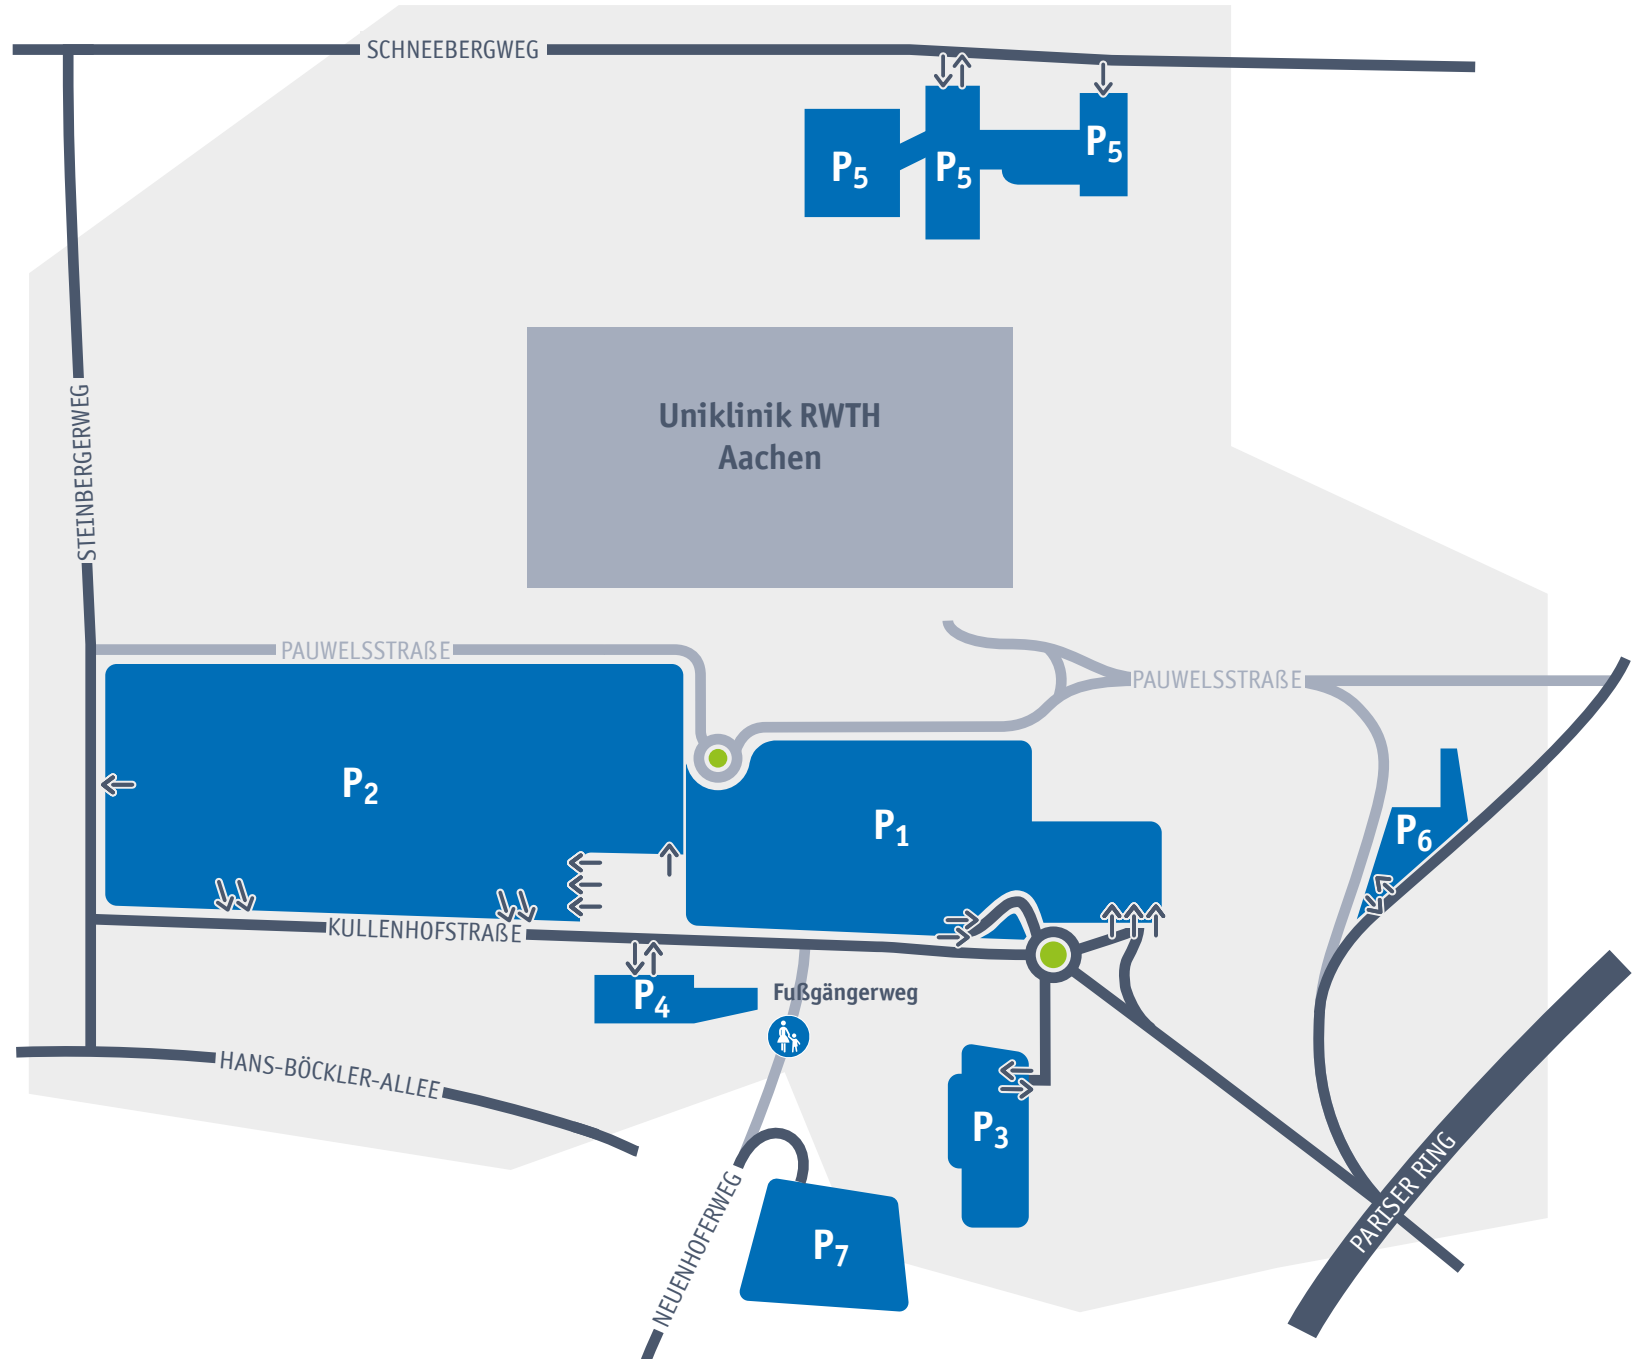 SCHNEEBERGWEG
P5
P5
P5
Uniklinik RWTH
Aachen
STEINBERGERWEG
PAUWELSSTRAßE
PAUWELSSTRAßE
P2
P1
P6
KULLENHOFSTRAßE
P4
Fußgängerweg
HANS-BÖCKLER-ALLEE
P3
PARISER RING
NEUENHOFERWEG
P7